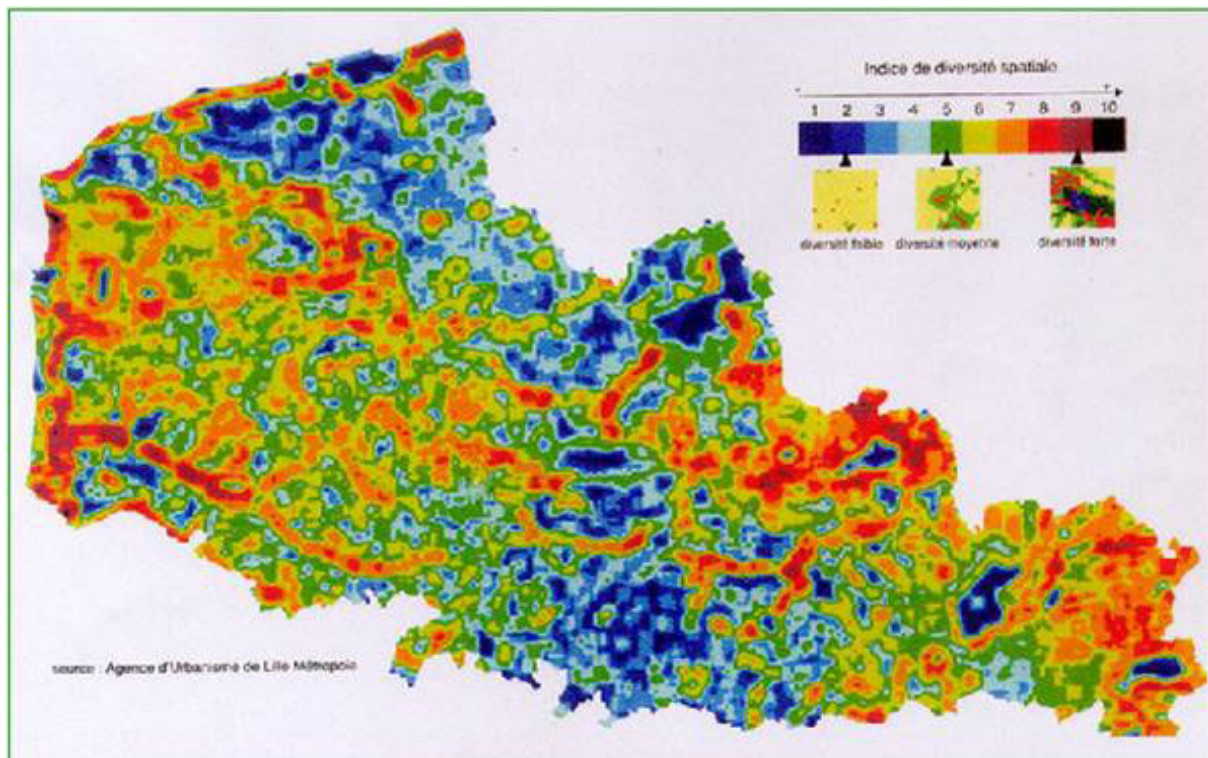 Indice de diversité spatiale
- +
1 2 3 4 5 6 7 8 9 10
diversité faible diversité moyenne diversité forte
source : Agence d'Urbanisme de Lille Métropole